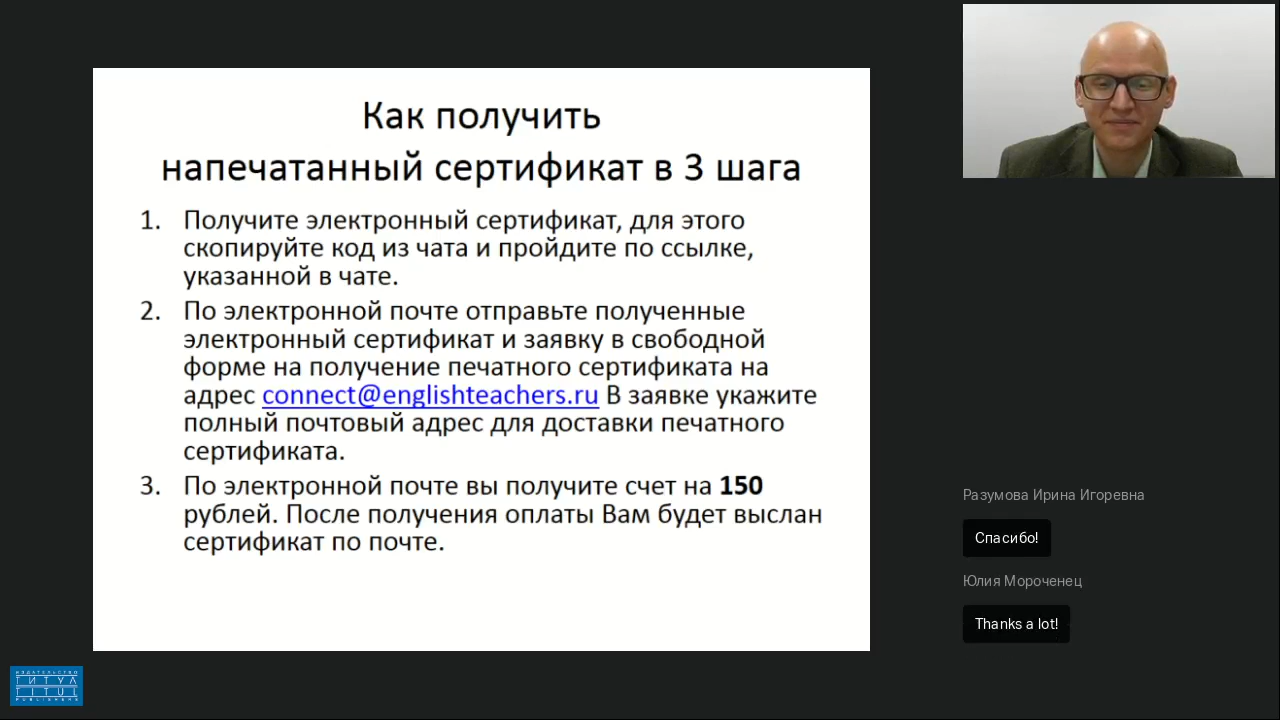 Как получить
напечатанный сертификат в 3 шага
1. Получите электронный сертификат, для этого
скопируйте код из чата и пройдите по ссылке,
указанной в чате.
2. По электронной почте отправьте полученные
электронный сертификат и заявку в свободной
форме на получение печатного сертификата на
адрес connect@englishteachers.ru В заявке укажите
полный почтовый адрес для доставки печатного
сертификата.
3. По электронной почте вы получите счет на 150
рублей. После получения оплаты Вам будет выслан
сертификат по почте.
Разумова Ирина Игоревна
Спасибо!
Юлия Мороченец
Thanks a lot!
ИЗДАТЕЛЬСТВО
ТИТУЛ
TITUL
PUBLISHERS